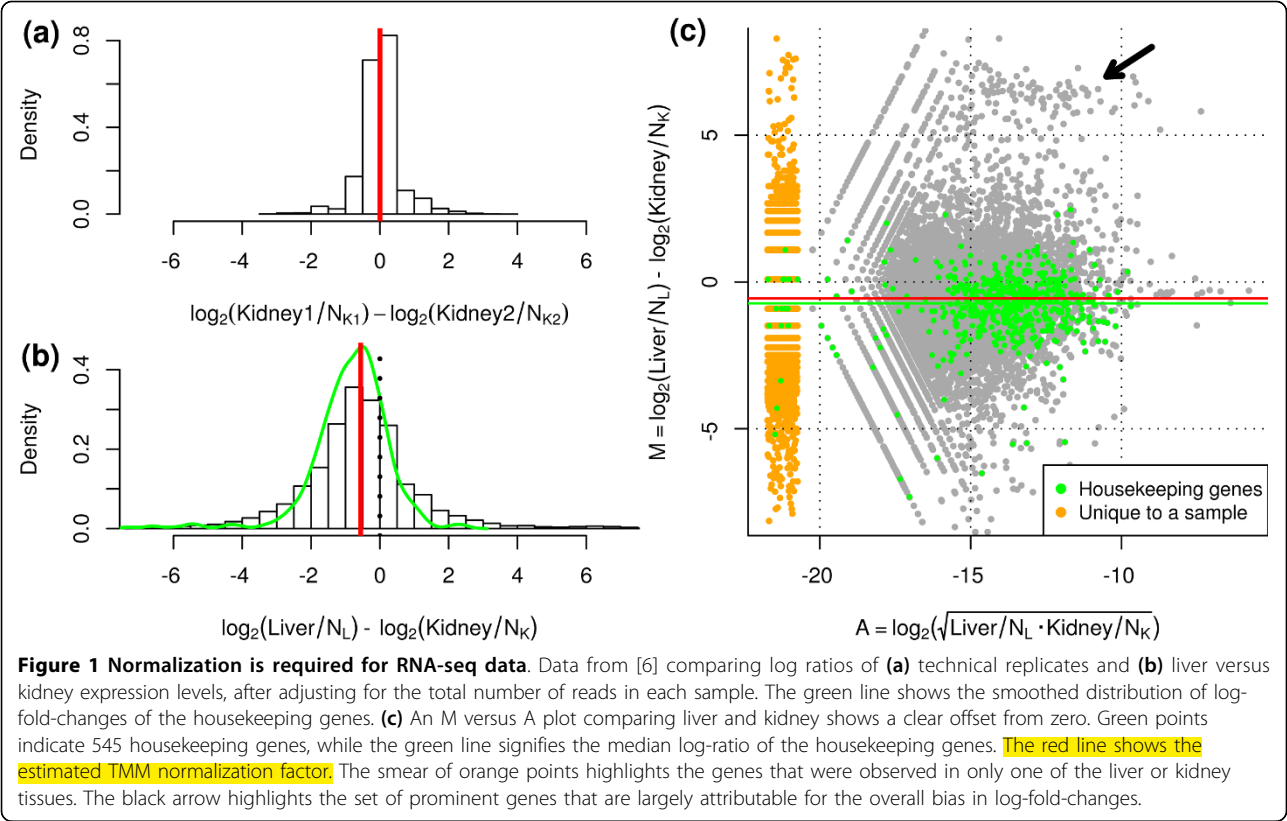 (a)
0.8
0.4
0.0
Density
-6 -4 -2 0 2 4 6
log2(Kidney1/NK1) – log2(Kidney2/NK2)
(b)
0.4
0.2
0.0
Density
-6 -4 -2 0 2 4 6
log2(Liver/NL) - log2(Kidney/NK)
(c)
5
0
-5
M = log2(Liver/NL) - log2(Kidney/NK)
Housekeeping genes
Unique to a sample
-20 -15 -10
A = log2(√Liver/NL · Kidney/NK)
Figure 1 Normalization is required for RNA-seq data. Data from [6] comparing log ratios of (a) technical replicates and (b) liver versus
kidney expression levels, after adjusting for the total number of reads in each sample. The green line shows the smoothed distribution of log-
fold-changes of the housekeeping genes. (c) An M versus A plot comparing liver and kidney shows a clear offset from zero. Green points
indicate 545 housekeeping genes, while the green line signifies the median log-ratio of the housekeeping genes. The red line shows the
estimated TMM normalization factor. The smear of orange points highlights the genes that were observed in only one of the liver or kidney
tissues. The black arrow highlights the set of prominent genes that are largely attributable for the overall bias in log-fold-changes.